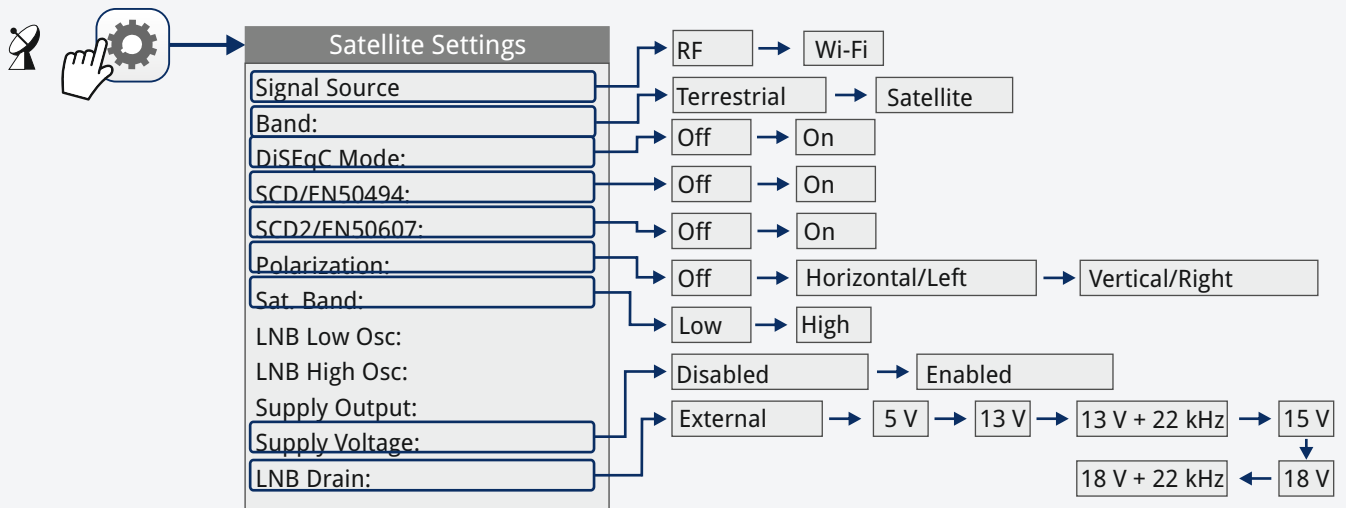 Satellite Settings
Signal Source
RF
Wi-Fi
Band:
Terrestrial
Satellite
DiSEqC Mode:
Off
On
SCD/EN50494:
Off
On
SCD2/EN50607:
Off
On
Polarization:
Off
Horizontal/Left
Vertical/Right
Sat. Band:
Low
High
LNB Low Osc:
LNB High Osc:
Supply Output:
Supply Voltage:
Disabled
Enabled
LNB Drain:
External
5 V
13 V
13 V + 22 kHz
15 V
18 V
18 V + 22 kHz